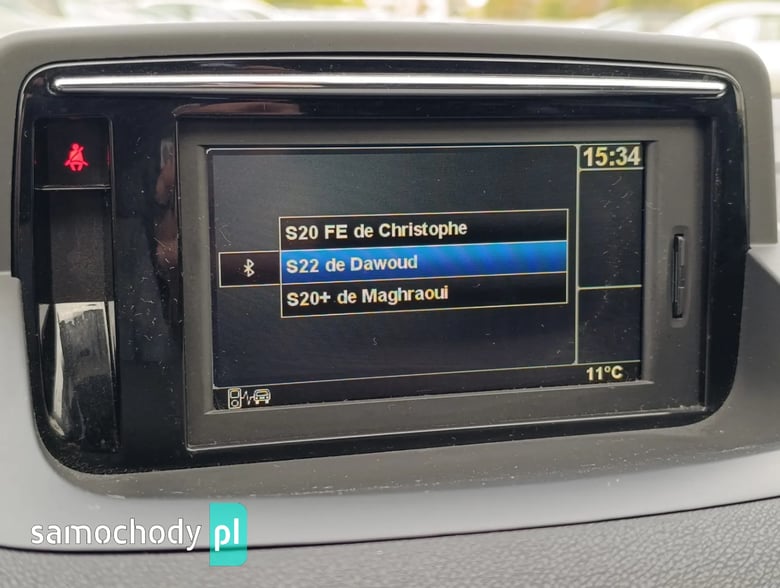 15:34
S20 FE de Christophe
S22 de Dawoud
S20+ de Maghraoui
11°C
samochody pl